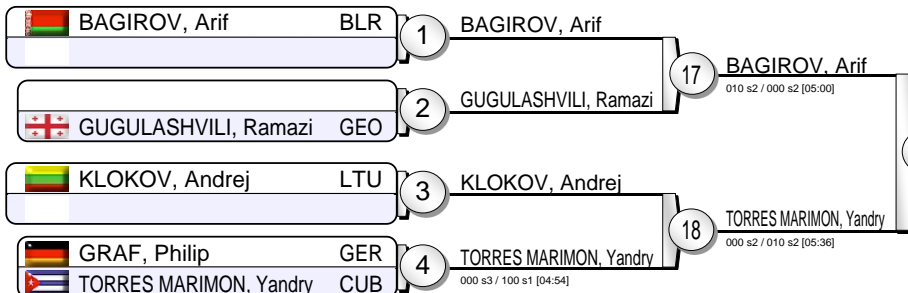 BAGIROV, Arif BLR
1
BAGIROV, Arif
17
BAGIROV, Arif
010 s2 / 000 s2 [05:00]
GUGULASHVILI, Ramazi GEO
2
GUGULASHVILI, Ramazi
KLOKOV, Andrej LTU
3
KLOKOV, Andrej
18
TORRES MARIMON, Yandry
000 s2 / 010 s2 [05:36]
GRAF, Philip GER
4
TORRES MARIMON, Yandry
000 s3 / 100 s1 [04:54]
TORRES MARIMON, Yandry CUB